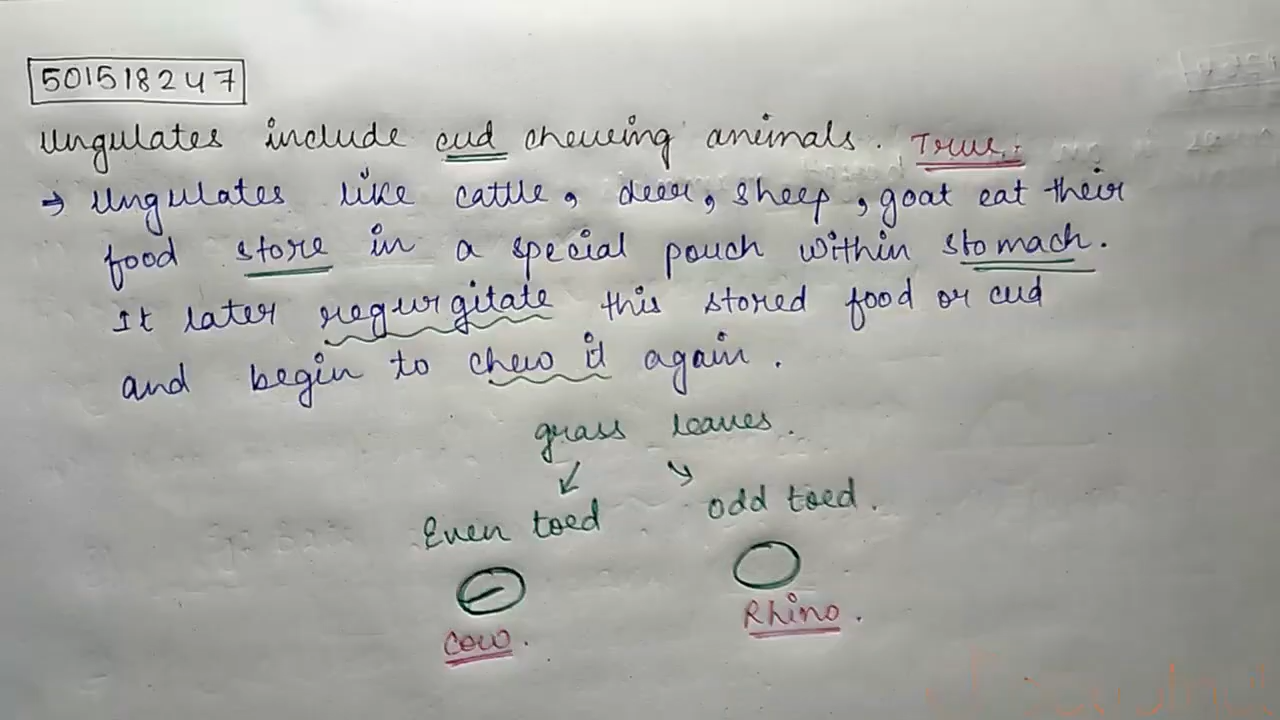 501518247
Ungulates include cud chewing animals. True.
→ Ungulates like cattle, deer, sheep, goat eat their
food store in a special pouch within stomach.
It later regurgitate this stored food or cud
and begin to chew it again.
grass leaves.
Even toed odd toed.
Cow. Rhino.